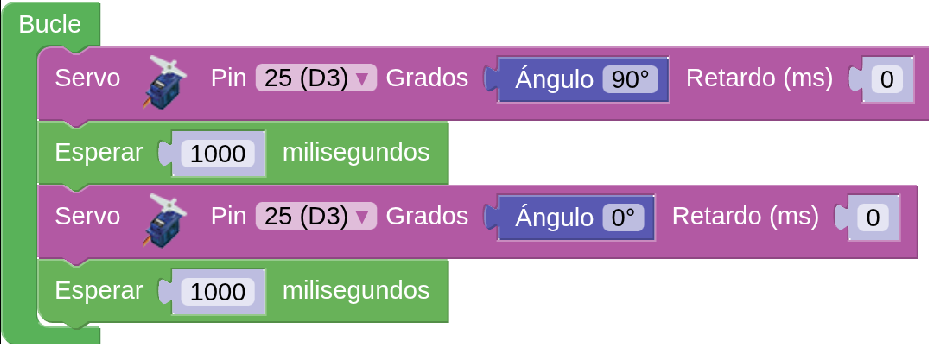 Bucle
Servo Pin 25 (D3) ▼ Grados Ángulo 90° Retardo (ms) 0
Esperar 1000 milisegundos
Servo Pin 25 (D3) ▼ Grados Ángulo 0° Retardo (ms) 0
Esperar 1000 milisegundos